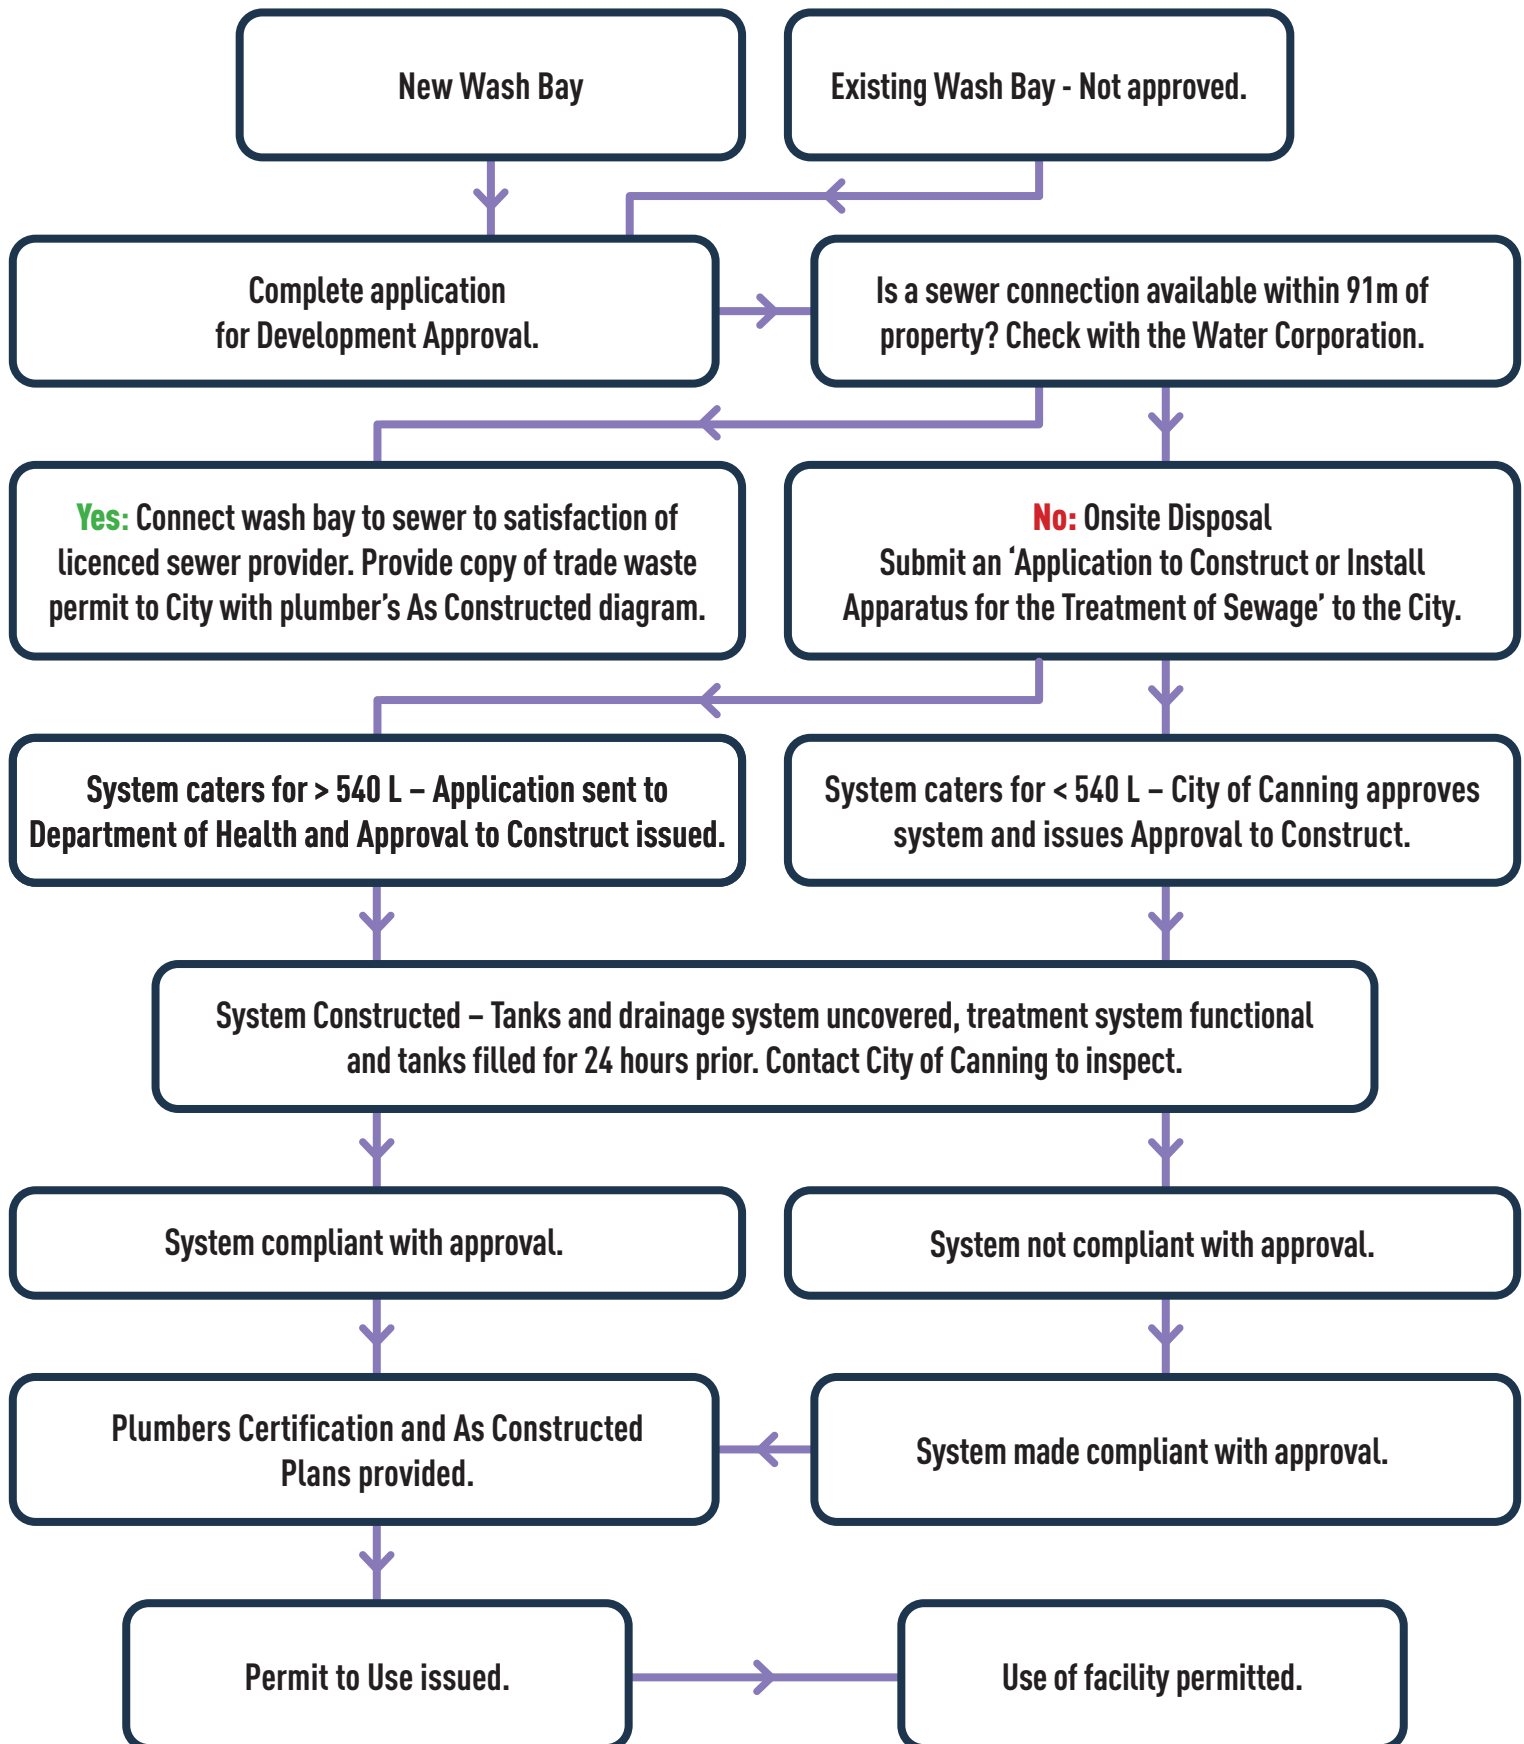 New Wash Bay
Existing Wash Bay - Not approved.
Complete application
for Development Approval.
Is a sewer connection available within 91m of
property? Check with the Water Corporation.
Yes: Connect wash bay to sewer to satisfaction of
licenced sewer provider. Provide copy of trade waste
permit to City with plumber’s As Constructed diagram.
No: Onsite Disposal
Submit an ‘Application to Construct or Install
Apparatus for the Treatment of Sewage’ to the City.
System caters for > 540 L – Application sent to
Department of Health and Approval to Construct issued.
System caters for < 540 L – City of Canning approves
system and issues Approval to Construct.
System Constructed – Tanks and drainage system uncovered, treatment system functional
and tanks filled for 24 hours prior. Contact City of Canning to inspect.
System compliant with approval.
System not compliant with approval.
Plumbers Certification and As Constructed
Plans provided.
System made compliant with approval.
Permit to Use issued.
Use of facility permitted.